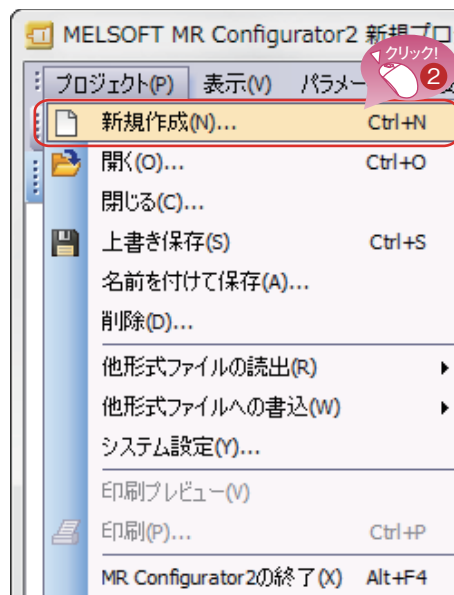 MELSOFT MR Configurator2 新規プロ
クリック!
2
プロジェクト(P) 表示(V) パラメー
新規作成(N)... Ctrl+N
開く(O)... Ctrl+O
閉じる(C)...
上書き保存(S) Ctrl+S
名前を付けて保存(A)...
削除(D)...
他形式ファイルの読出(R)
他形式ファイルへの書込(W)
システム設定(Y)...
印刷プレビュー(V)
印刷(P)... Ctrl+P
MR Configurator2の終了(X) Alt+F4